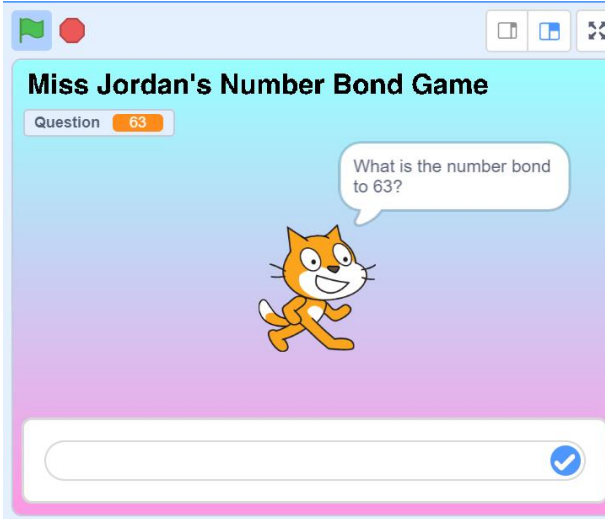 Miss Jordan's Number Bond Game
Question 63
What is the number bond
to 63?